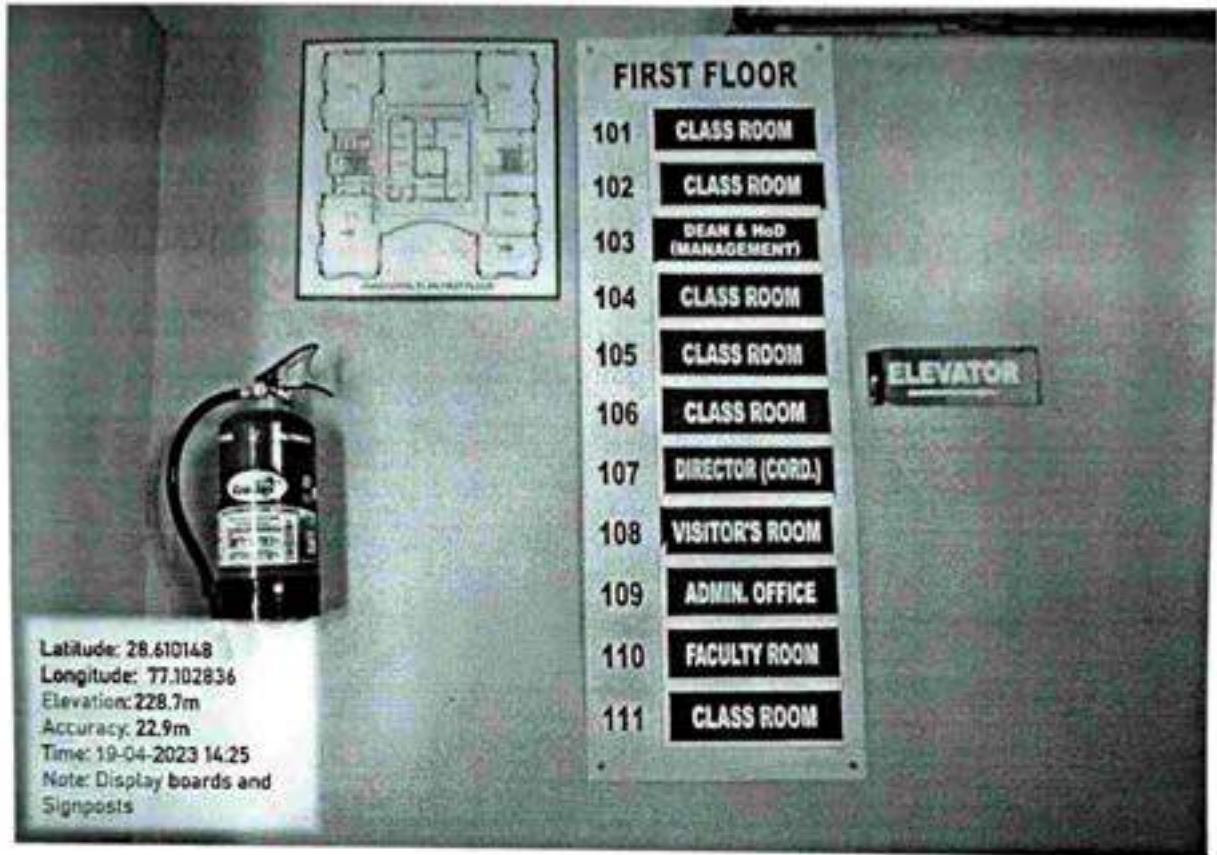 FIRST FLOOR
101 CLASS ROOM
102 CLASS ROOM
103 DEAN & HoD
(MANAGEMENT)
104 CLASS ROOM
105 CLASS ROOM
106 CLASS ROOM
107 DIRECTOR (CORD.)
108 VISITOR'S ROOM
109 ADMIN. OFFICE
110 FACULTY ROOM
111 CLASS ROOM
ELEVATOR
Latitude: 28.610148
Longitude: 77.102836
Elevation: 228.7m
Accuracy: 22.9m
Time: 19-04-2023 14:25
Note: Display boards and
Signposts